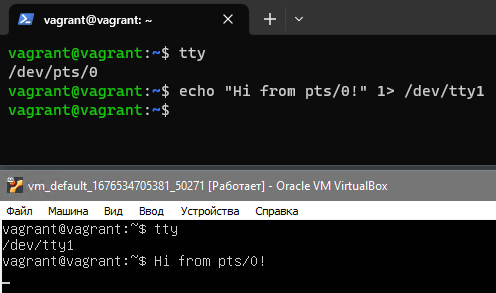 vagrant@vagrant: ~
vagrant@vagrant:~$ tty
/dev/pts/0
vagrant@vagrant:~$ echo "Hi from pts/0!" 1> /dev/tty1
vagrant@vagrant:~$
vm_default_1676534705381_50271 [Работает] - Oracle VM VirtualBox
Файл Машина Вид Ввод Устройства Справка
vagrant@vagrant:~$ tty
/dev/tty1
vagrant@vagrant:~$ Hi from pts/0!